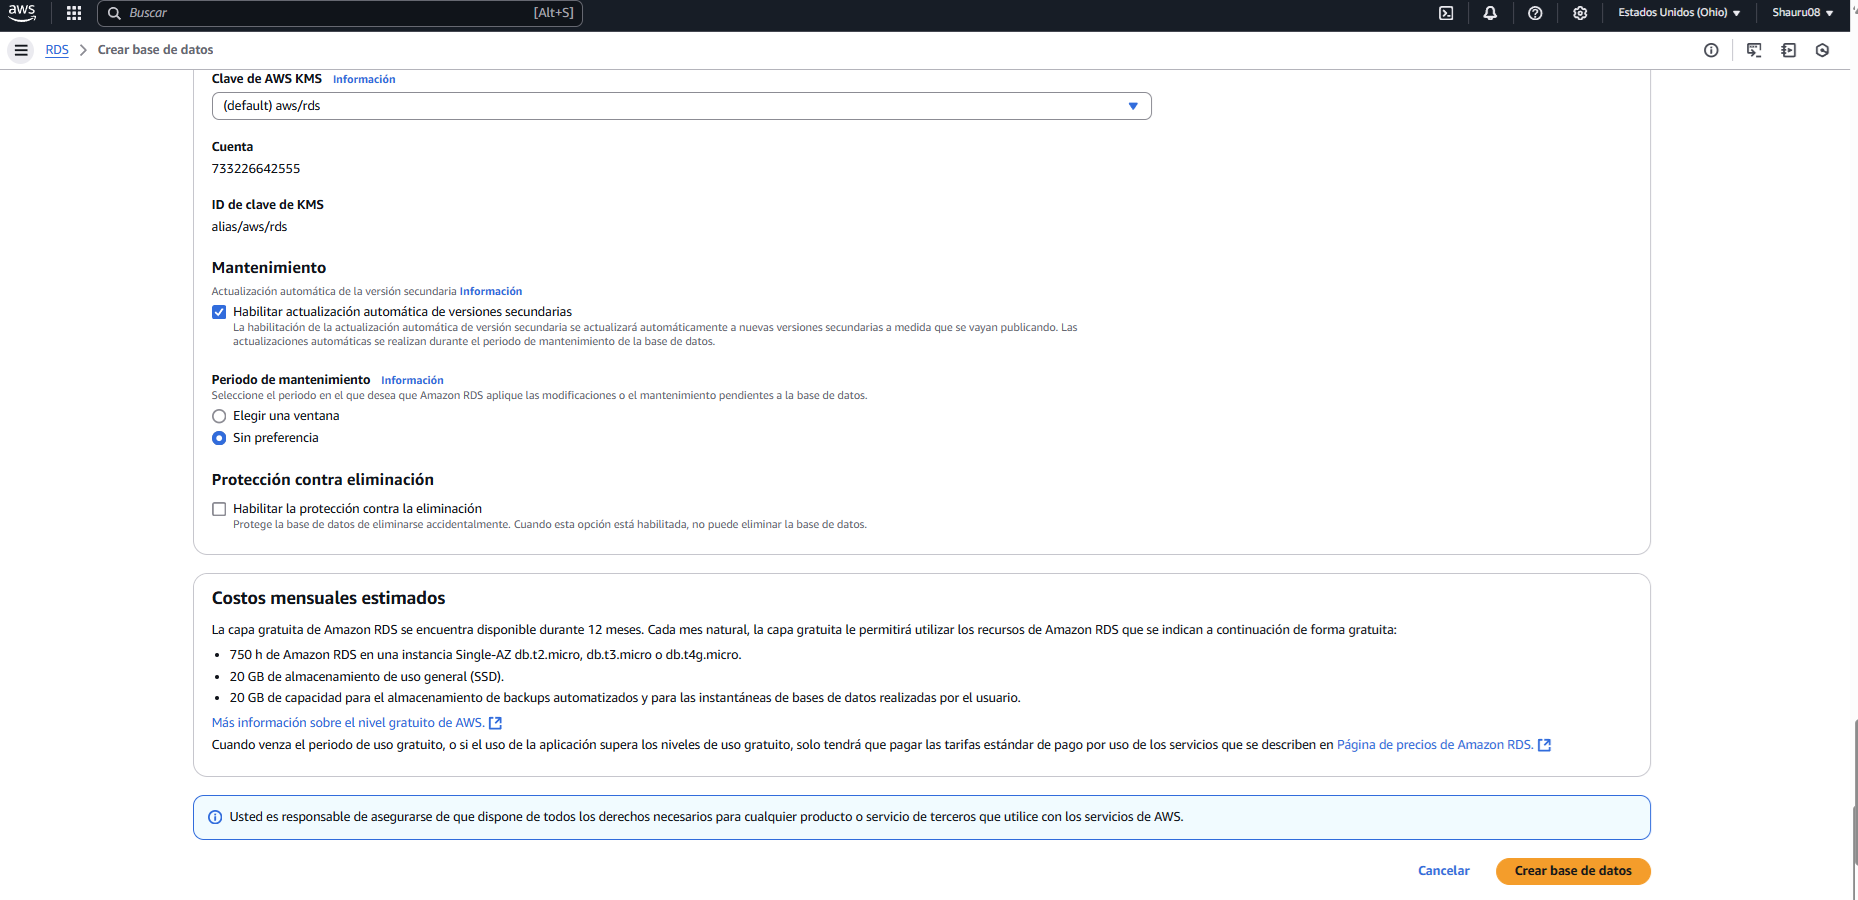 aws
Buscar
[Alt+S]
Estados Unidos (Ohio)
Shauru08
RDS
Crear base de datos
Clave de AWS KMS Información
(default) aws/rds
Cuenta
733226642555
ID de clave de KMS
alias/aws/rds
Mantenimiento
Actualización automática de la versión secundaria Información
Habilitar actualización automática de versiones secundarias
La habilitación de la actualización automática de versión secundaria se actualizará automáticamente a nuevas versiones secundarias a medida que se vayan publicando. Las
actualizaciones automáticas se realizan durante el periodo de mantenimiento de la base de datos.
Periodo de mantenimiento Información
Seleccione el periodo en el que desea que Amazon RDS aplique las modificaciones o el mantenimiento pendientes a la base de datos.
Elegir una ventana
Sin preferencia
Protección contra eliminación
Habilitar la protección contra la eliminación
Protege la base de datos de eliminarse accidentalmente. Cuando esta opción está habilitada, no puede eliminar la base de datos.
Costos mensuales estimados
La capa gratuita de Amazon RDS se encuentra disponible durante 12 meses. Cada mes natural, la capa gratuita le permitirá utilizar los recursos de Amazon RDS que se indican a continuación de forma gratuita:
• 750 h de Amazon RDS en una instancia Single-AZ db.t2.micro, db.t3.micro o db.t4g.micro.
• 20 GB de almacenamiento de uso general (SSD).
• 20 GB de capacidad para el almacenamiento de backups automatizados y para las instantáneas de bases de datos realizadas por el usuario.
Más información sobre el nivel gratuito de AWS.
Cuando venza el periodo de uso gratuito, o si el uso de la aplicación supera los niveles de uso gratuito, solo tendrá que pagar las tarifas estándar de pago por uso de los servicios que se describen en Página de precios de Amazon RDS.
Usted es responsable de asegurarse de que dispone de todos los derechos necesarios para cualquier producto o servicio de terceros que utilice con los servicios de AWS.
Cancelar
Crear base de datos